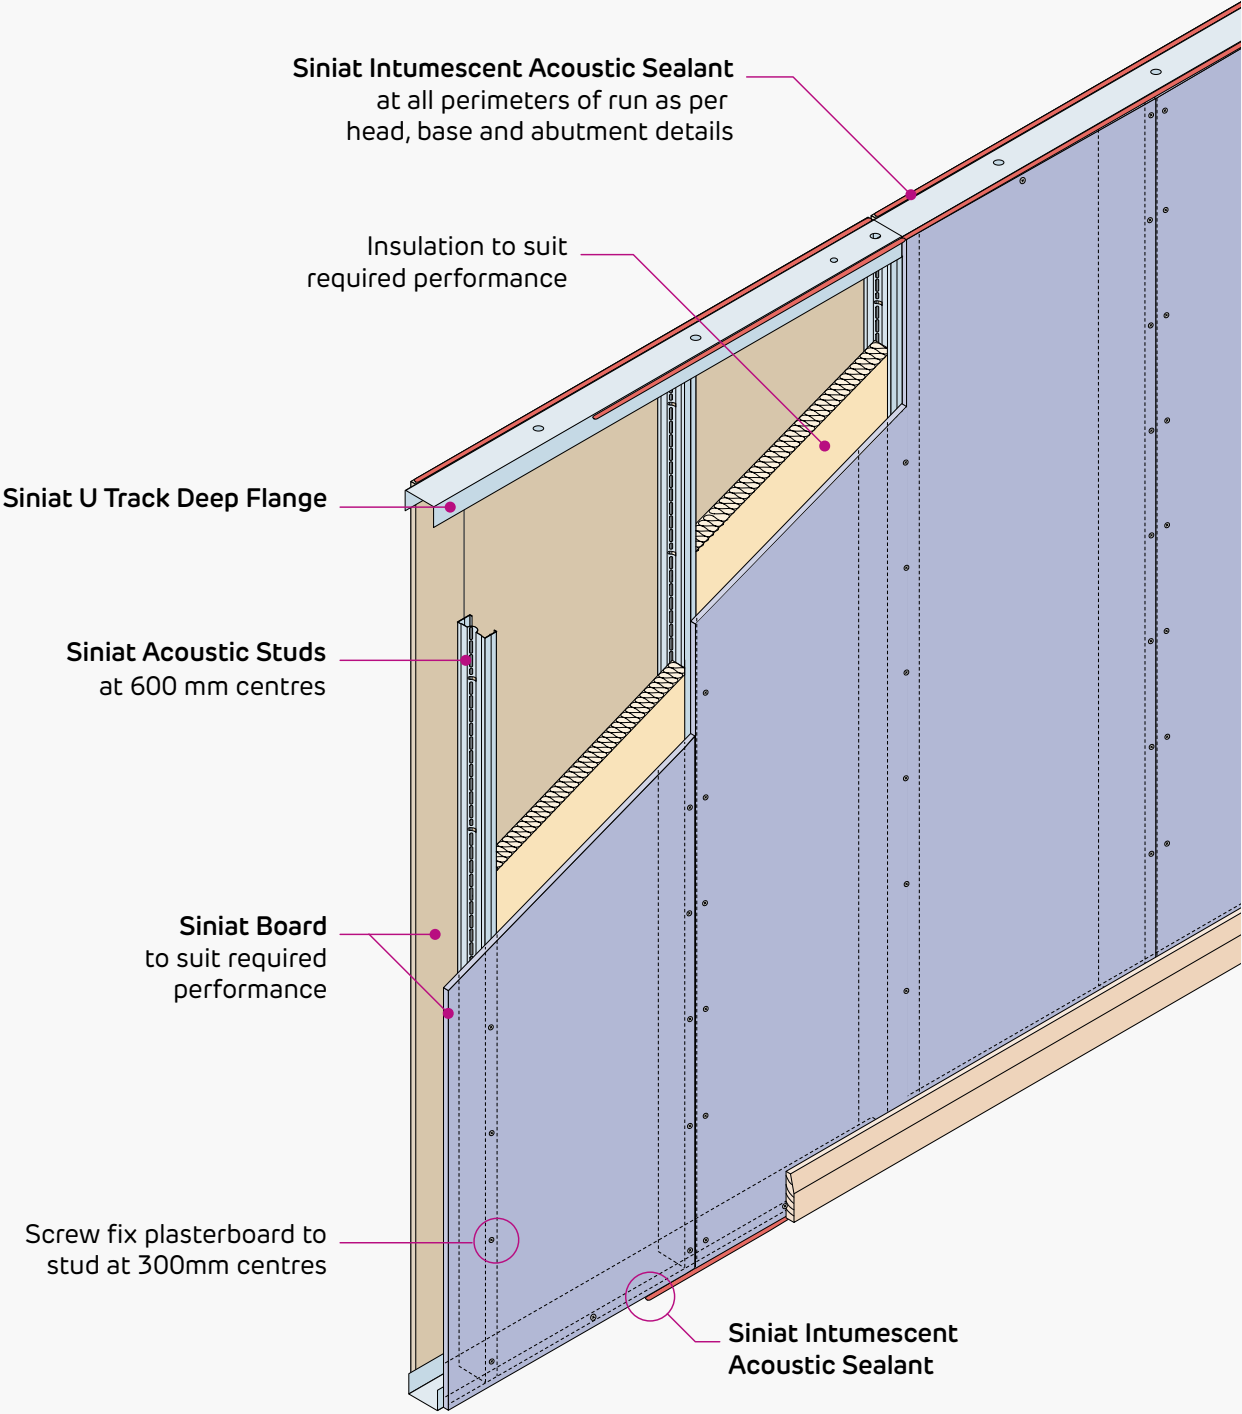 Siniat Intumescent Acoustic Sealant
at all perimeters of run as per
head, base and abutment details
Insulation to suit
required performance
Siniat U Track Deep Flange
Siniat Acoustic Studs
at 600 mm centres
Siniat Board
to suit required
performance
Screw fix plasterboard to
stud at 300mm centres
Siniat Intumescent
Acoustic Sealant